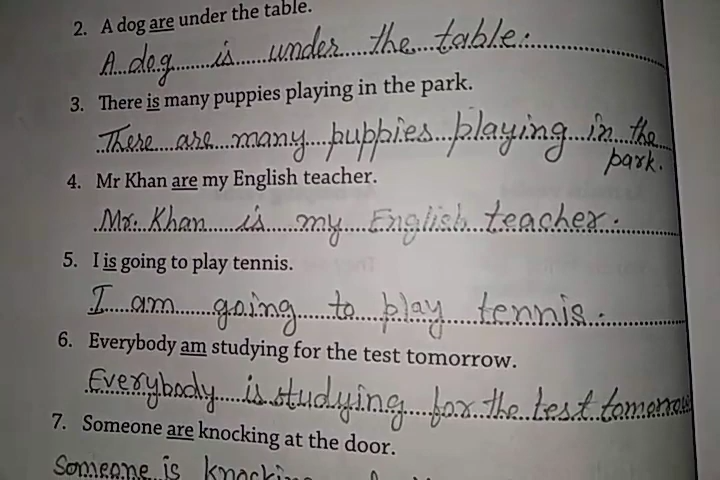 2. A dog are under the table.
A dog is under the table.
3. There is many puppies playing in the park.
There are many puppies playing in the
park.
4. Mr Khan are my English teacher.
Mr. Khan is my English teacher.
5. I is going to play tennis.
I am going to play tennis.
6. Everybody am studying for the test tomorrow.
Everybody is studying for the test tomorrow
7. Someone are knocking at the door.
Someone is